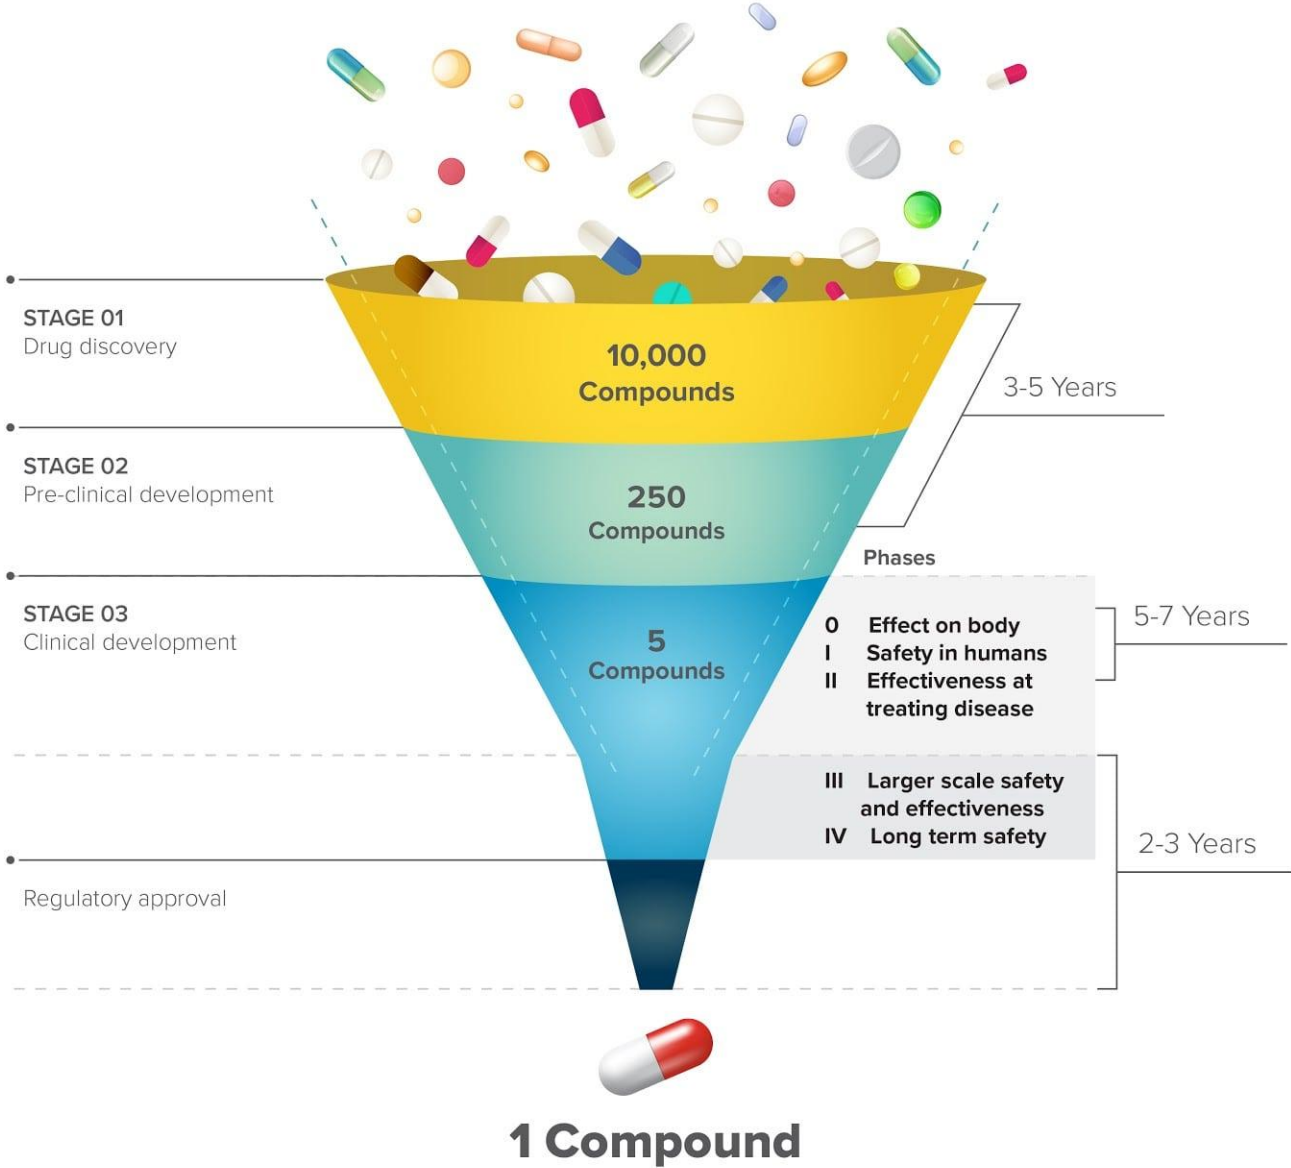 STAGE 01
Drug discovery
10,000
Compounds
3-5 Years
STAGE 02
Pre-clinical development
250
Compounds
Phases
STAGE 03
Clinical development
5
Compounds
0 Effect on body
I Safety in humans
II Effectiveness at
treating disease
5-7 Years
III Larger scale safety
and effectiveness
IV Long term safety
2-3 Years
Regulatory approval
1 Compound